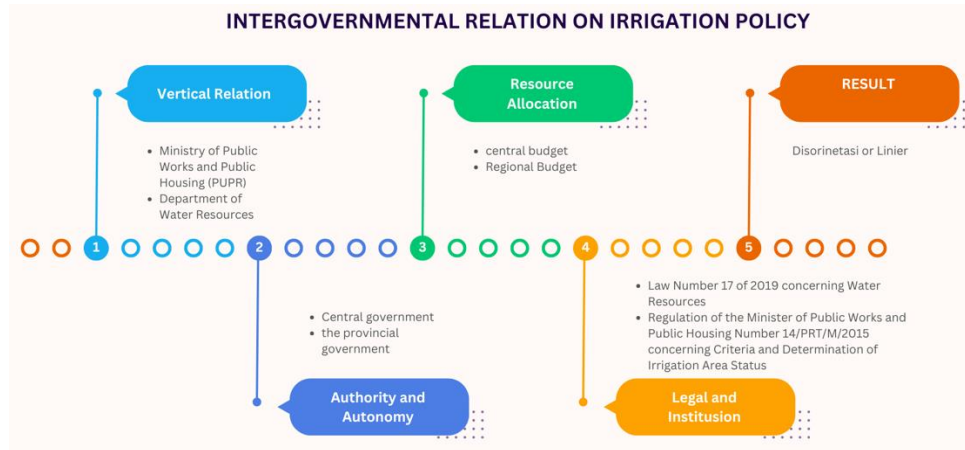 INTERGOVERNMENTAL RELATION ON IRRIGATION POLICY
Vertical Relation
• Ministry of Public
Works and Public
Housing (PUPR)
• Department of
Water Resources
Resource
Allocation
• central budget
• Regional Budget
RESULT
Disorinetasi or Linier
1
2
3
4
5
• Central government
• the provincial
government
Authority and
Autonomy
• Law Number 17 of 2019 concerning Water
Resources
• Regulation of the Minister of Public Works and
Public Housing Number 14/PRT/M/2015
concerning Criteria and Determination of
Irrigation Area Status
Legal and
Institusion